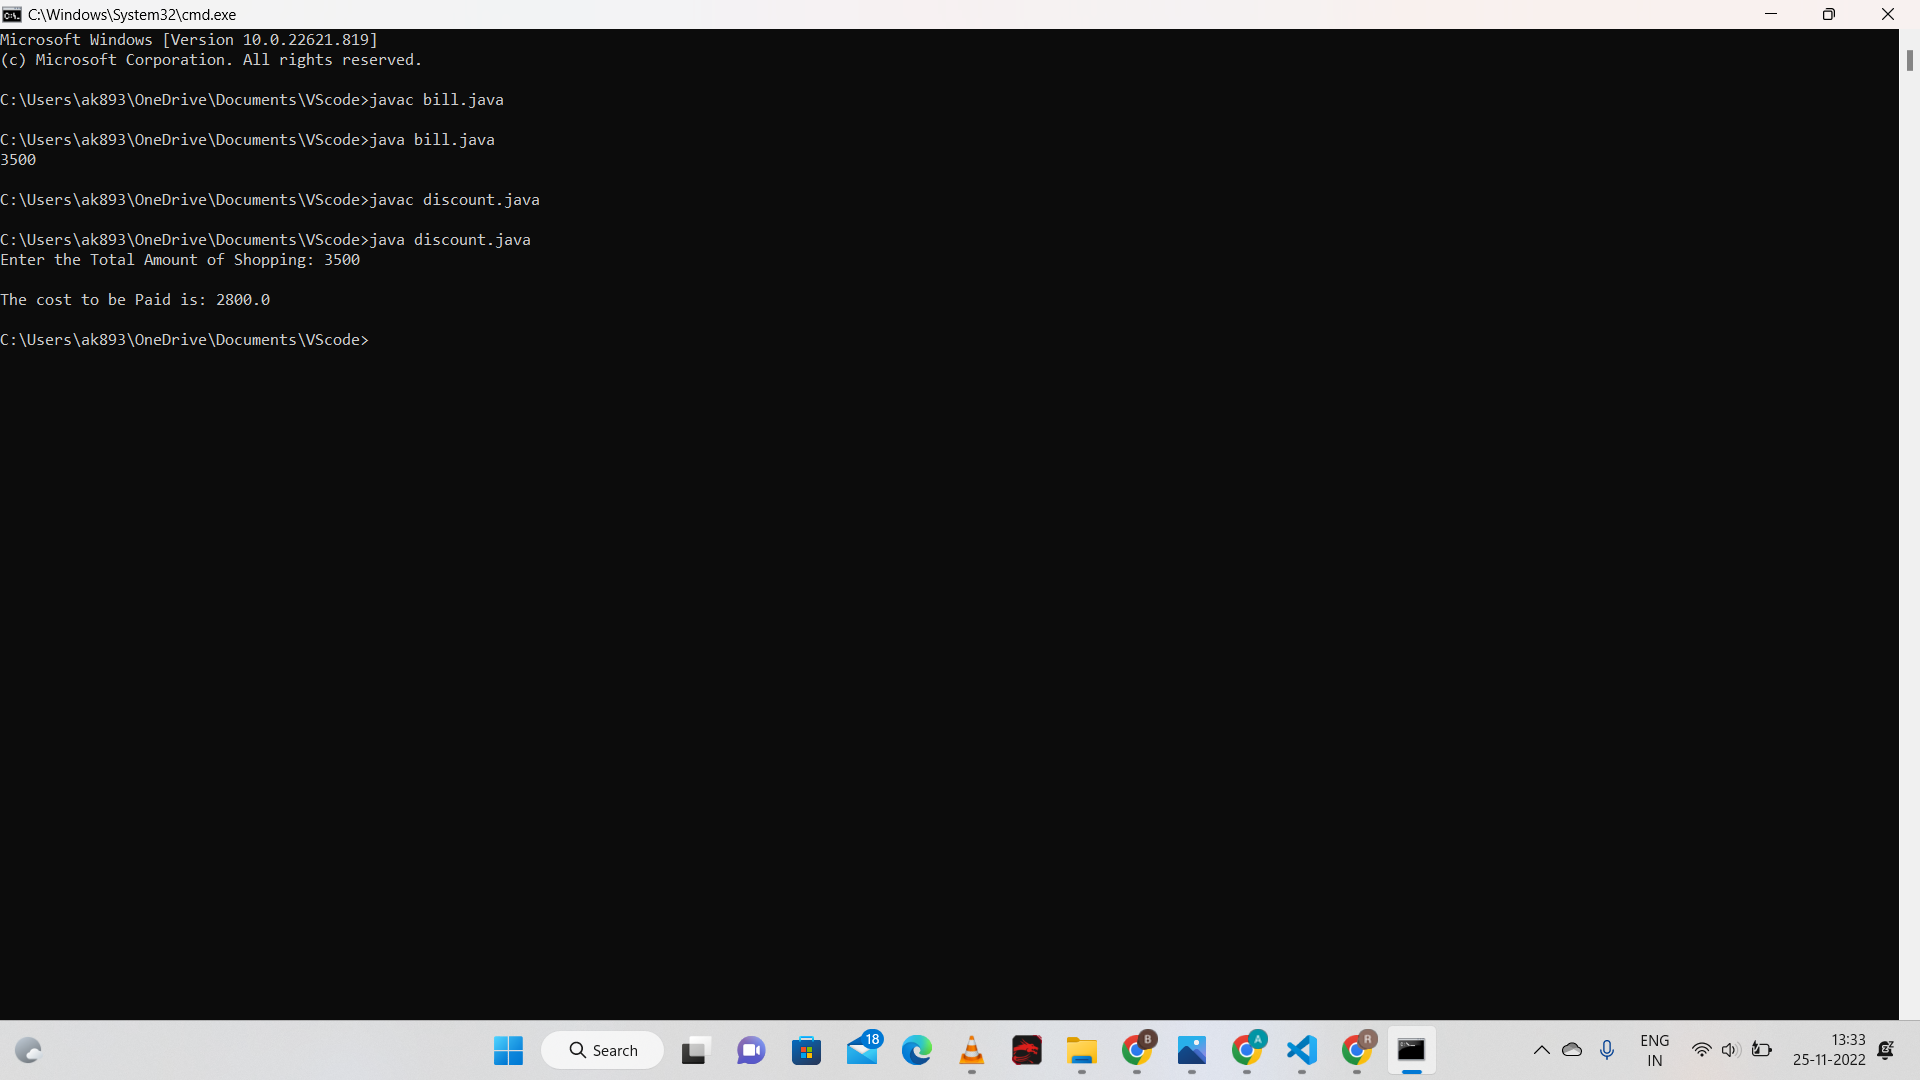 C:\Windows\System32\cmd.exe
Microsoft Windows [Version 10.0.22621.819]
(c) Microsoft Corporation. All rights reserved.
C:\Users\ak893\OneDrive\Documents\VScode>javac bill.java
C:\Users\ak893\OneDrive\Documents\VScode>java bill.java
3500
C:\Users\ak893\OneDrive\Documents\VScode>javac discount.java
C:\Users\ak893\OneDrive\Documents\VScode>java discount.java
Enter the Total Amount of Shopping: 3500
The cost to be Paid is: 2800.0
C:\Users\ak893\OneDrive\Documents\VScode>
Search
18
B
A
R
ENG
IN
13:33
25-11-2022